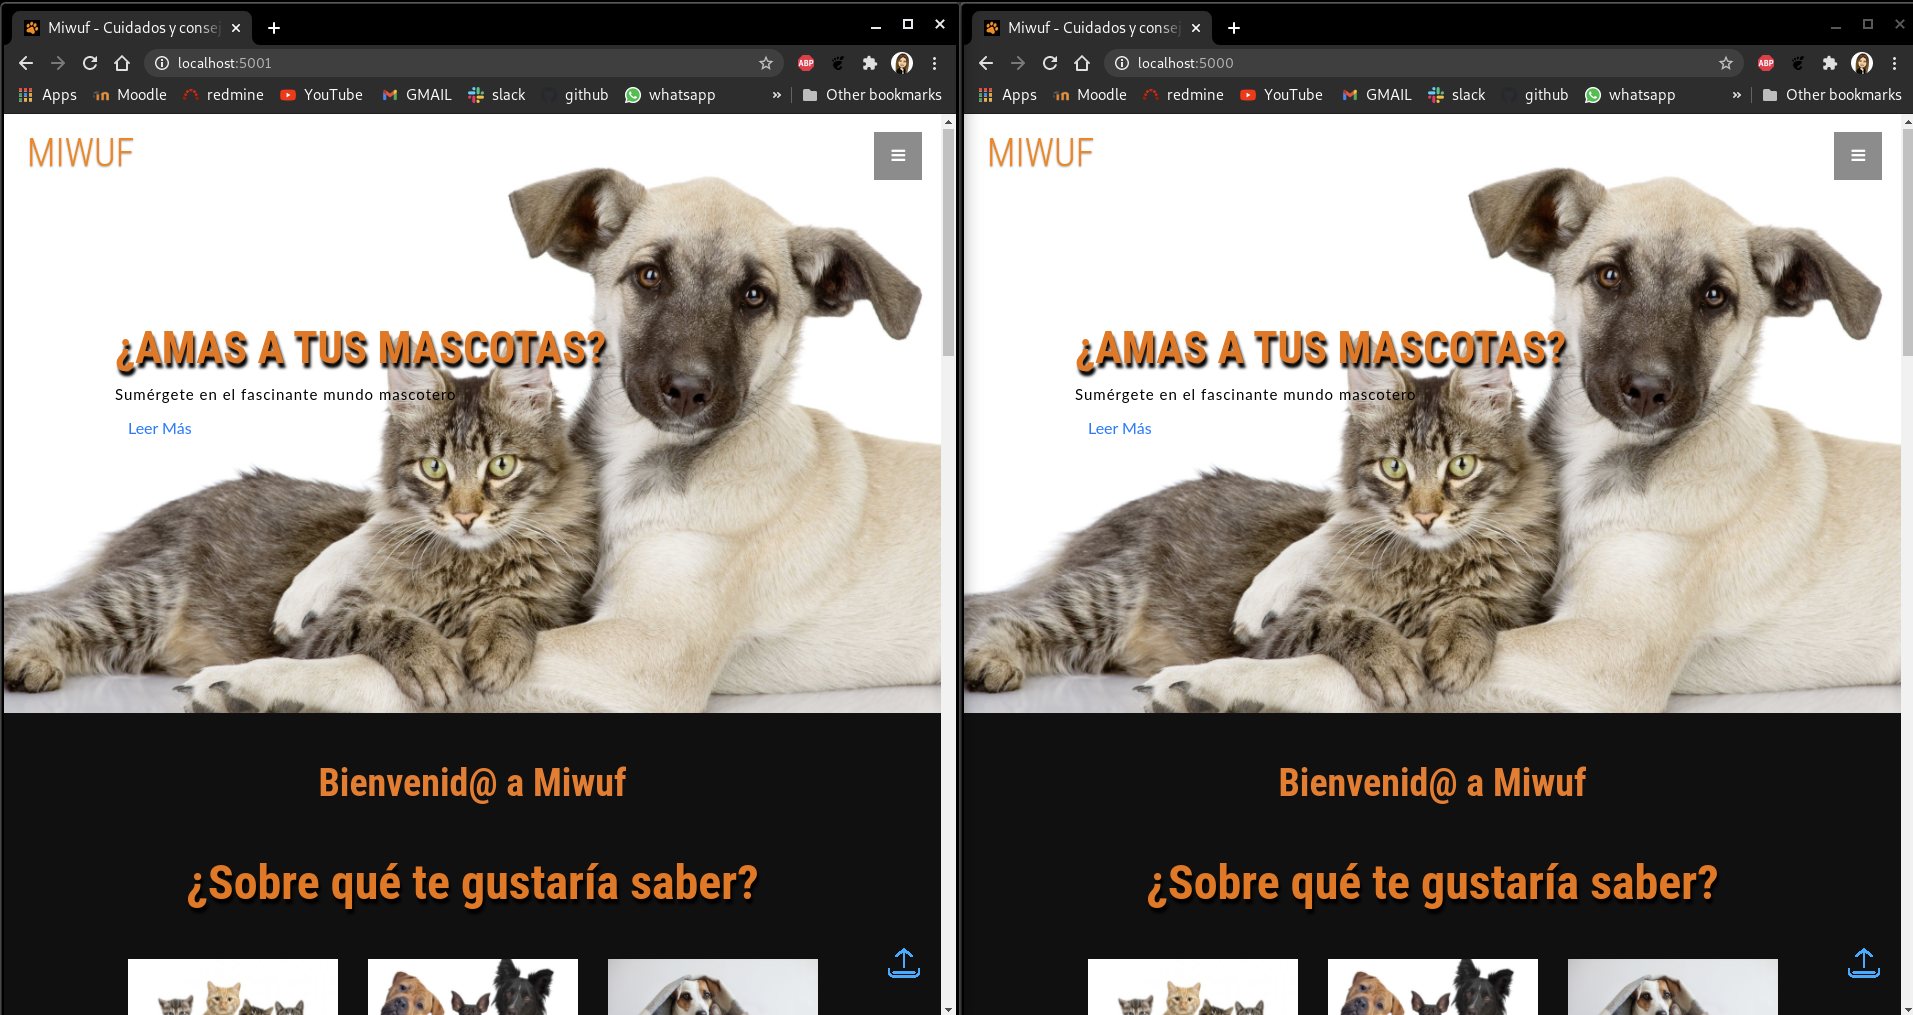 Miwuf - Cuidados y conse
localhost:5001
ABP
Apps Moodle redmine YouTube GMAIL slack github whatsapp » Other bookmarks
MIWUF
¿AMAS A TUS MASCOTAS?
Sumérgete en el fascinante mundo mascotero
Leer Más
Bienvenid@ a Miwuf
¿Sobre qué te gustaría saber?
Miwuf - Cuidados y conse
localhost:5000
ABP
Apps Moodle redmine YouTube GMAIL slack github whatsapp » Other bookmarks
MIWUF
¿AMAS A TUS MASCOTAS?
Sumérgete en el fascinante mundo mascotero
Leer Más
Bienvenid@ a Miwuf
¿Sobre qué te gustaría saber?